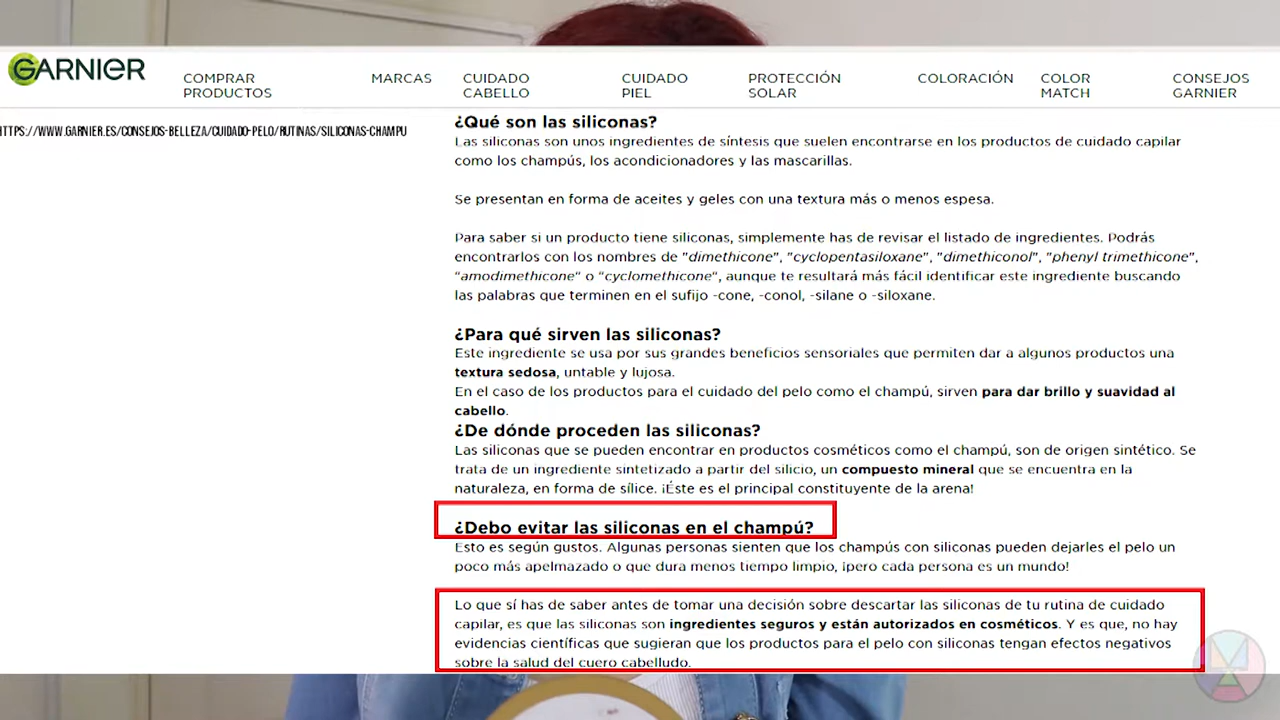 GARNIER
COMPRAR PRODUCTOS
MARCAS
CUIDADO CABELLO
CUIDADO PIEL
PROTECCIÓN SOLAR
COLORACIÓN
COLOR MATCH
CONSEJOS GARNIER
HTTPS://WWW.GARNIER.ES/CONSEJOS-BELLEZA/CUIDADO-PELO/RUTINAS/SILICONAS-CHAMPU
¿Qué son las siliconas?
Las siliconas son unos ingredientes de síntesis que suelen encontrarse en los productos de cuidado capilar
como los champús, los acondicionadores y las mascarillas.
Se presentan en forma de aceites y geles con una textura más o menos espesa.
Para saber si un producto tiene siliconas, simplemente has de revisar el listado de ingredientes. Podrás
encontrarlos con los nombres de "dimethicone", "cyclopentasiloxane", "dimethiconol", "phenyl trimethicone",
"amodimethicone" o "cyclomethicone", aunque te resultará más fácil identificar este ingrediente buscando
las palabras que terminen en el sufijo -cone, -conol, -silane o -siloxane.
¿Para qué sirven las siliconas?
Este ingrediente se usa por sus grandes beneficios sensoriales que permiten dar a algunos productos una
textura sedosa, untable y lujosa.
En el caso de los productos para el cuidado del pelo como el champú, sirven para dar brillo y suavidad al
cabello.
¿De dónde proceden las siliconas?
Las siliconas que se pueden encontrar en productos cosméticos como el champú, son de origen sintético. Se
trata de un ingrediente sintetizado a partir del silicio, un compuesto mineral que se encuentra en la
naturaleza, en forma de sílice. ¡Éste es el principal constituyente de la arena!
¿Debo evitar las siliconas en el champú?
Esto es según gustos. Algunas personas sienten que los champús con siliconas pueden dejarles el pelo un
poco más apelmazado o que dura menos tiempo limpio, ¡pero cada persona es un mundo!
Lo que sí has de saber antes de tomar una decisión sobre descartar las siliconas de tu rutina de cuidado
capilar, es que las siliconas son ingredientes seguros y están autorizados en cosméticos. Y es que, no hay
evidencias científicas que sugieran que los productos para el pelo con siliconas tengan efectos negativos
sobre la salud del cuero cabelludo.